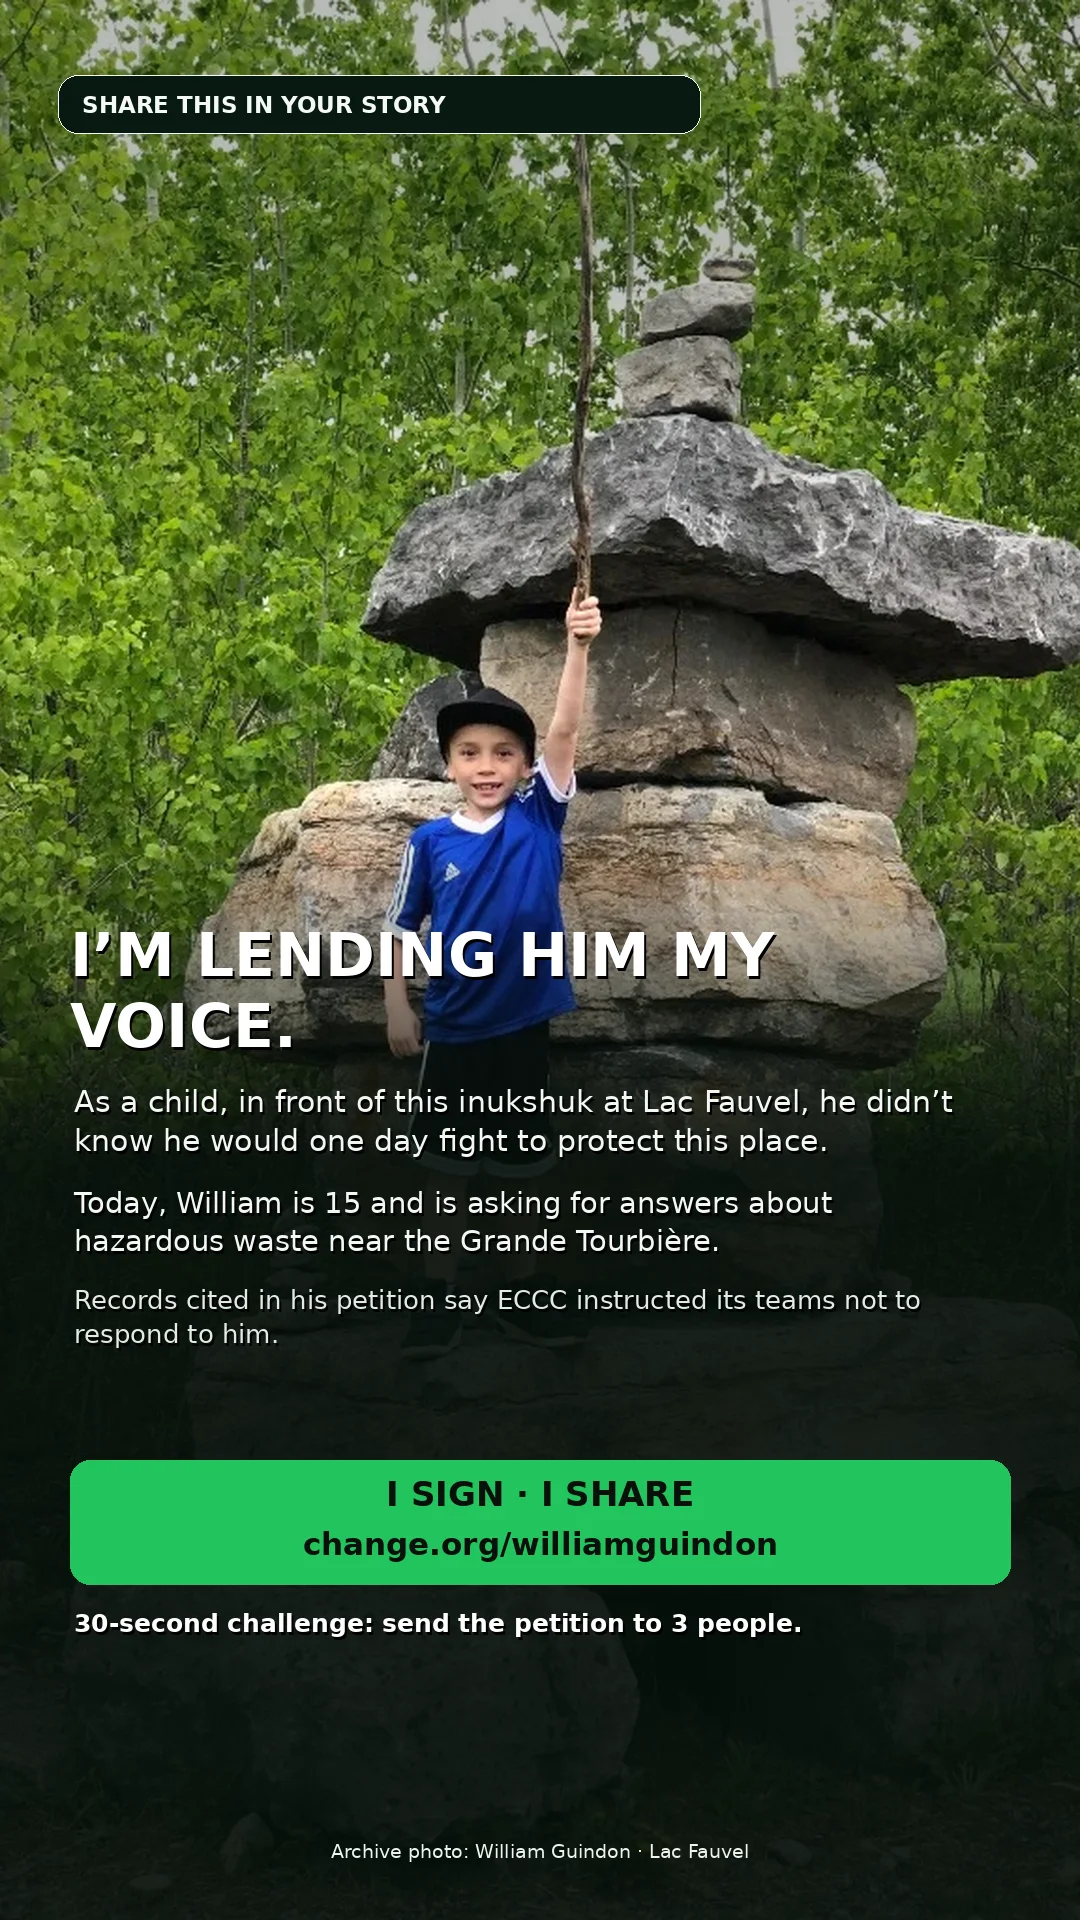 SHARE THIS IN YOUR STORY
I’M LENDING HIM MY
VOICE.
As a child, in front of this inukshuk at Lac Fauvel, he didn’t
know he would one day fight to protect this place.
Today, William is 15 and is asking for answers about
hazardous waste near the Grande Tourbière.
Records cited in his petition say ECCC instructed its teams not to
respond to him.
I SIGN · I SHARE
change.org/williamguindon
30-second challenge: send the petition to 3 people.
Archive photo: William Guindon · Lac Fauvel